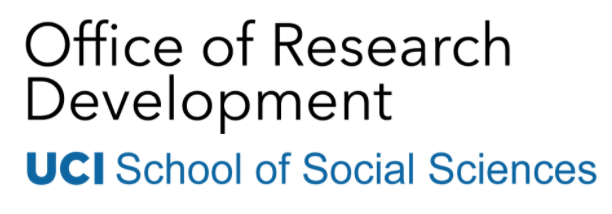 Office of Research
Development
UCI School of Social Sciences